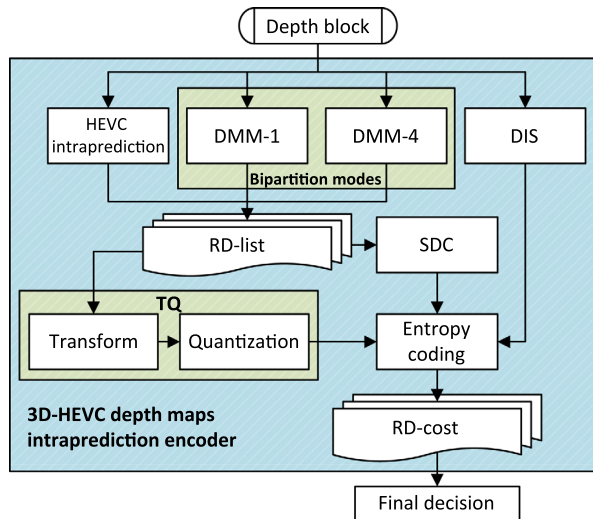 Depth block
HEVC
intraprediction
DMM-1
DMM-4
DIS
Bipartition modes
RD-list
SDC
TQ
Transform
Quantization
Entropy
coding
3D-HEVC depth maps
intraprediction encoder
RD-cost
Final decision